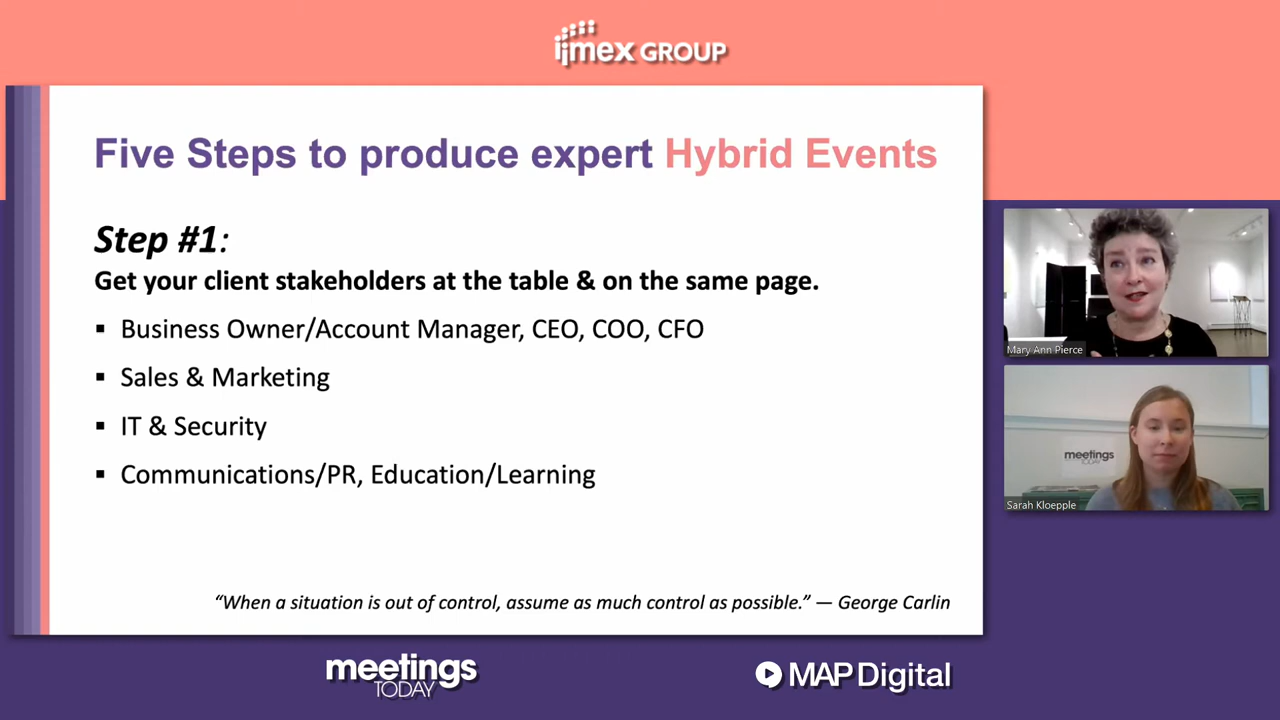 imex GROUP
Five Steps to produce expert Hybrid Events
Step #1:
Get your client stakeholders at the table & on the same page.
▪ Business Owner/Account Manager, CEO, COO, CFO
▪ Sales & Marketing
▪ IT & Security
▪ Communications/PR, Education/Learning
“When a situation is out of control, assume as much control as possible.” — George Carlin
Mary Ann Pierce
meetings
TODAY
Sarah Kloepple
meetings
TODAY
MAP Digital